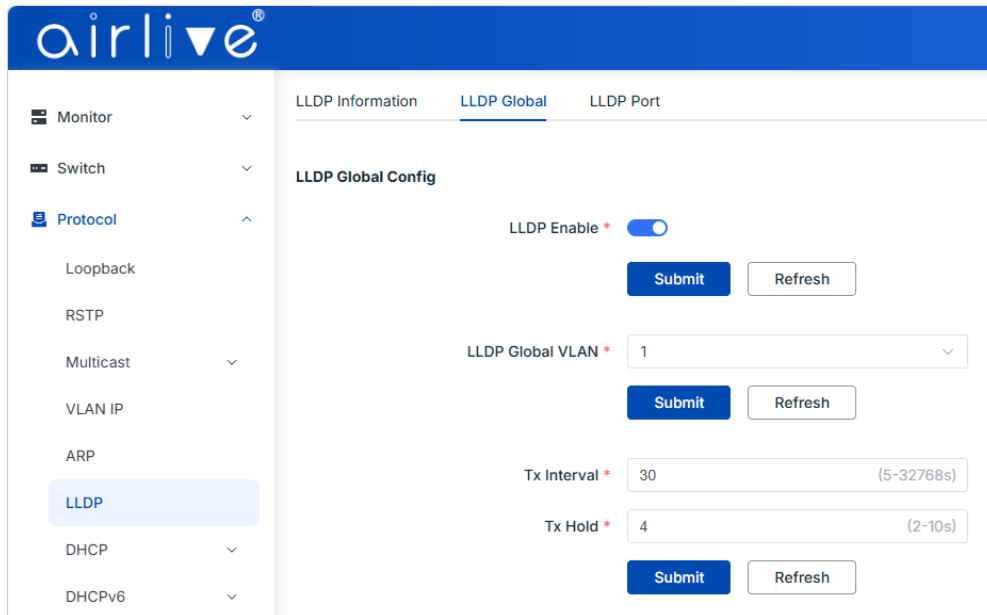 airlive®
Monitor
Switch
Protocol
Loopback
RSTP
Multicast
VLAN IP
ARP
LLDP
DHCP
DHCPv6
LLDP Information LLDP Global LLDP Port
LLDP Global Config
LLDP Enable *
Submit Refresh
LLDP Global VLAN * 1
Submit Refresh
Tx Interval * 30 (5-32768s)
Tx Hold * 4 (2-10s)
Submit Refresh